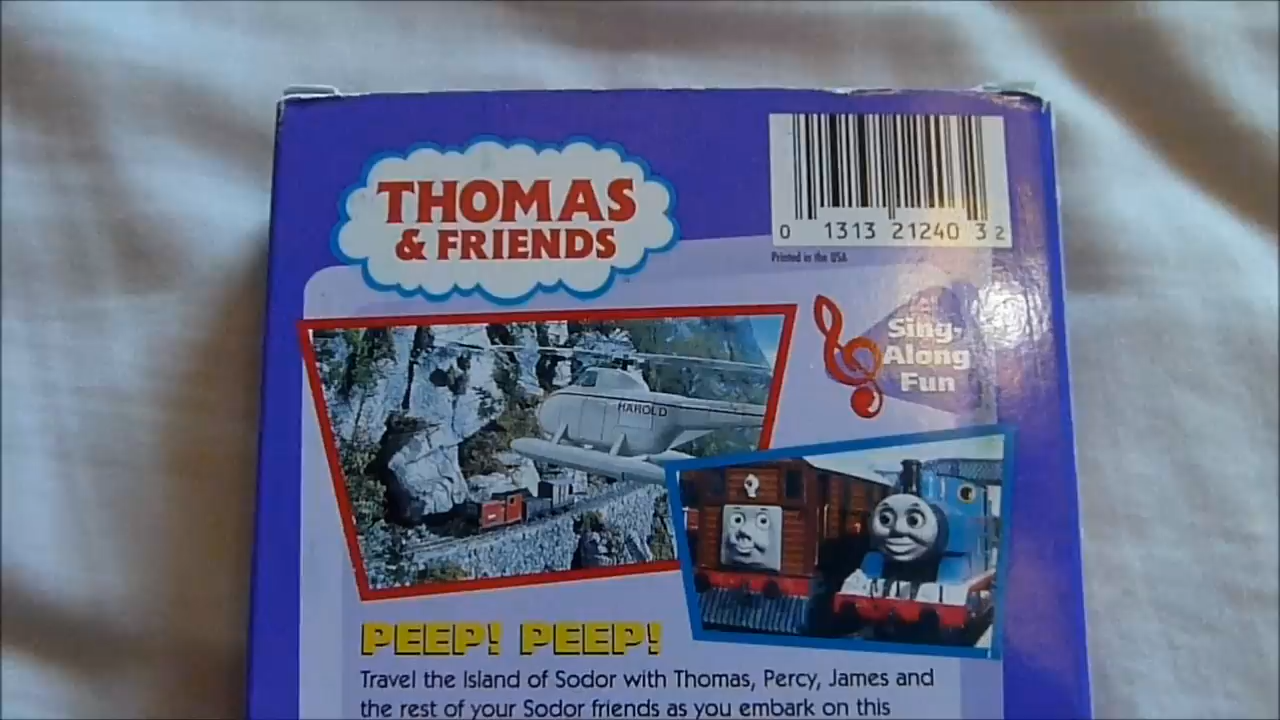 THOMAS
& FRIENDS
0 1313 21240 3 2
Printed in the USA
Sing-
Along
Fun
HAROLD
PEEP! PEEP!
Travel the Island of Sodor with Thomas, Percy, James and
the rest of your Sodor friends as you embark on this